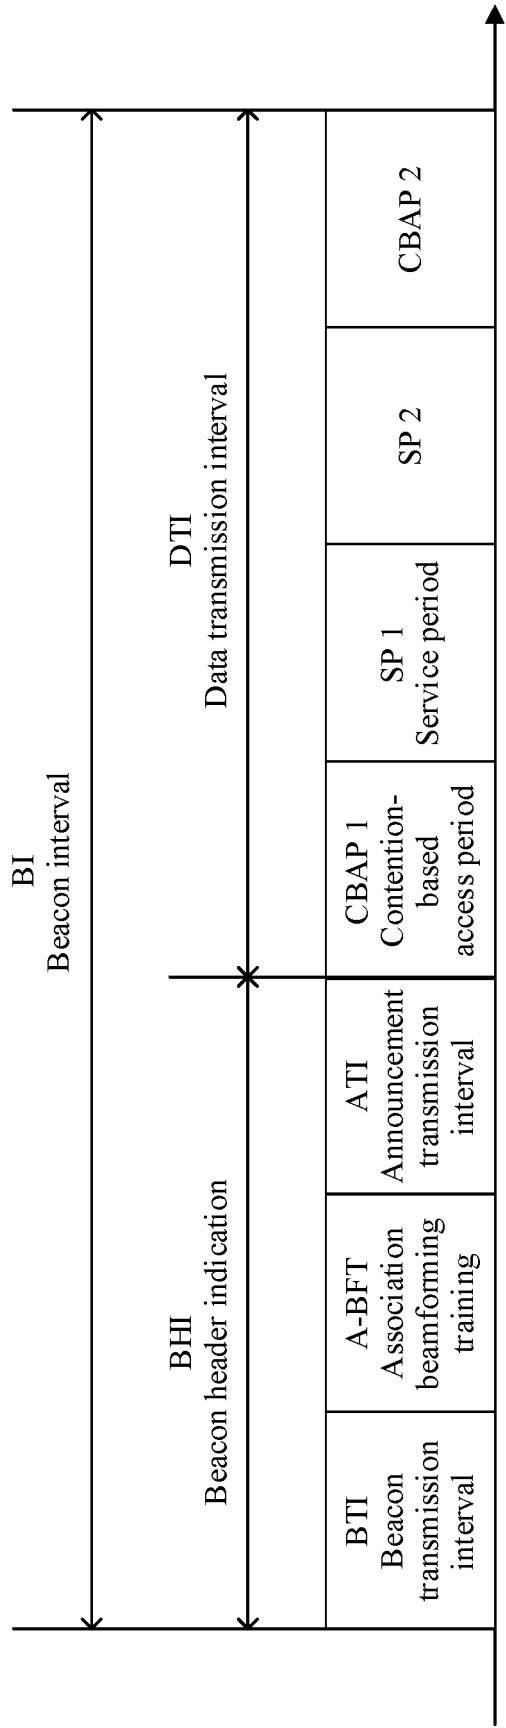 BI
Beacon interval
BHI
Beacon header indication
DTI
Data transmission interval
BTI
Beacon
transmission
interval
A-BFT
Association
beamforming
training
ATI
Announcement
transmission
interval
CBAP 1
Contention-
based
access period
SP 1
Service period
SP 2
CBAP 2